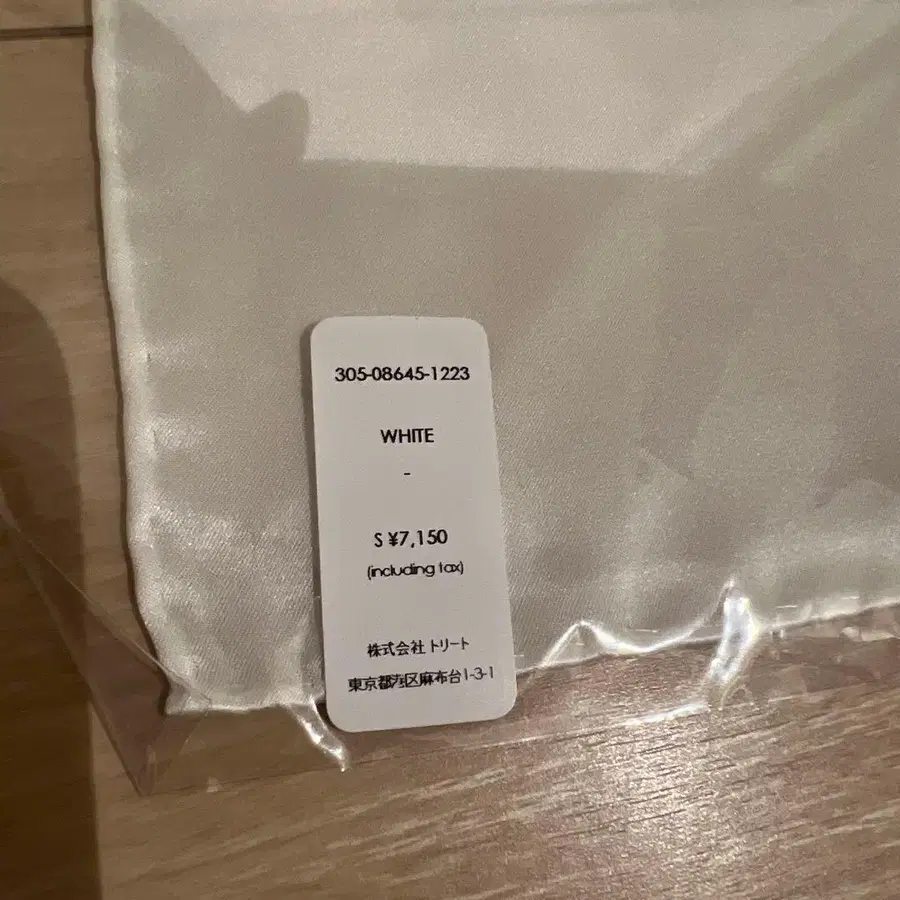 305-08645-1223
WHITE
-
S ¥7,150
(including tax)
株式会社 トリート
東京都港区麻布台1-3-1